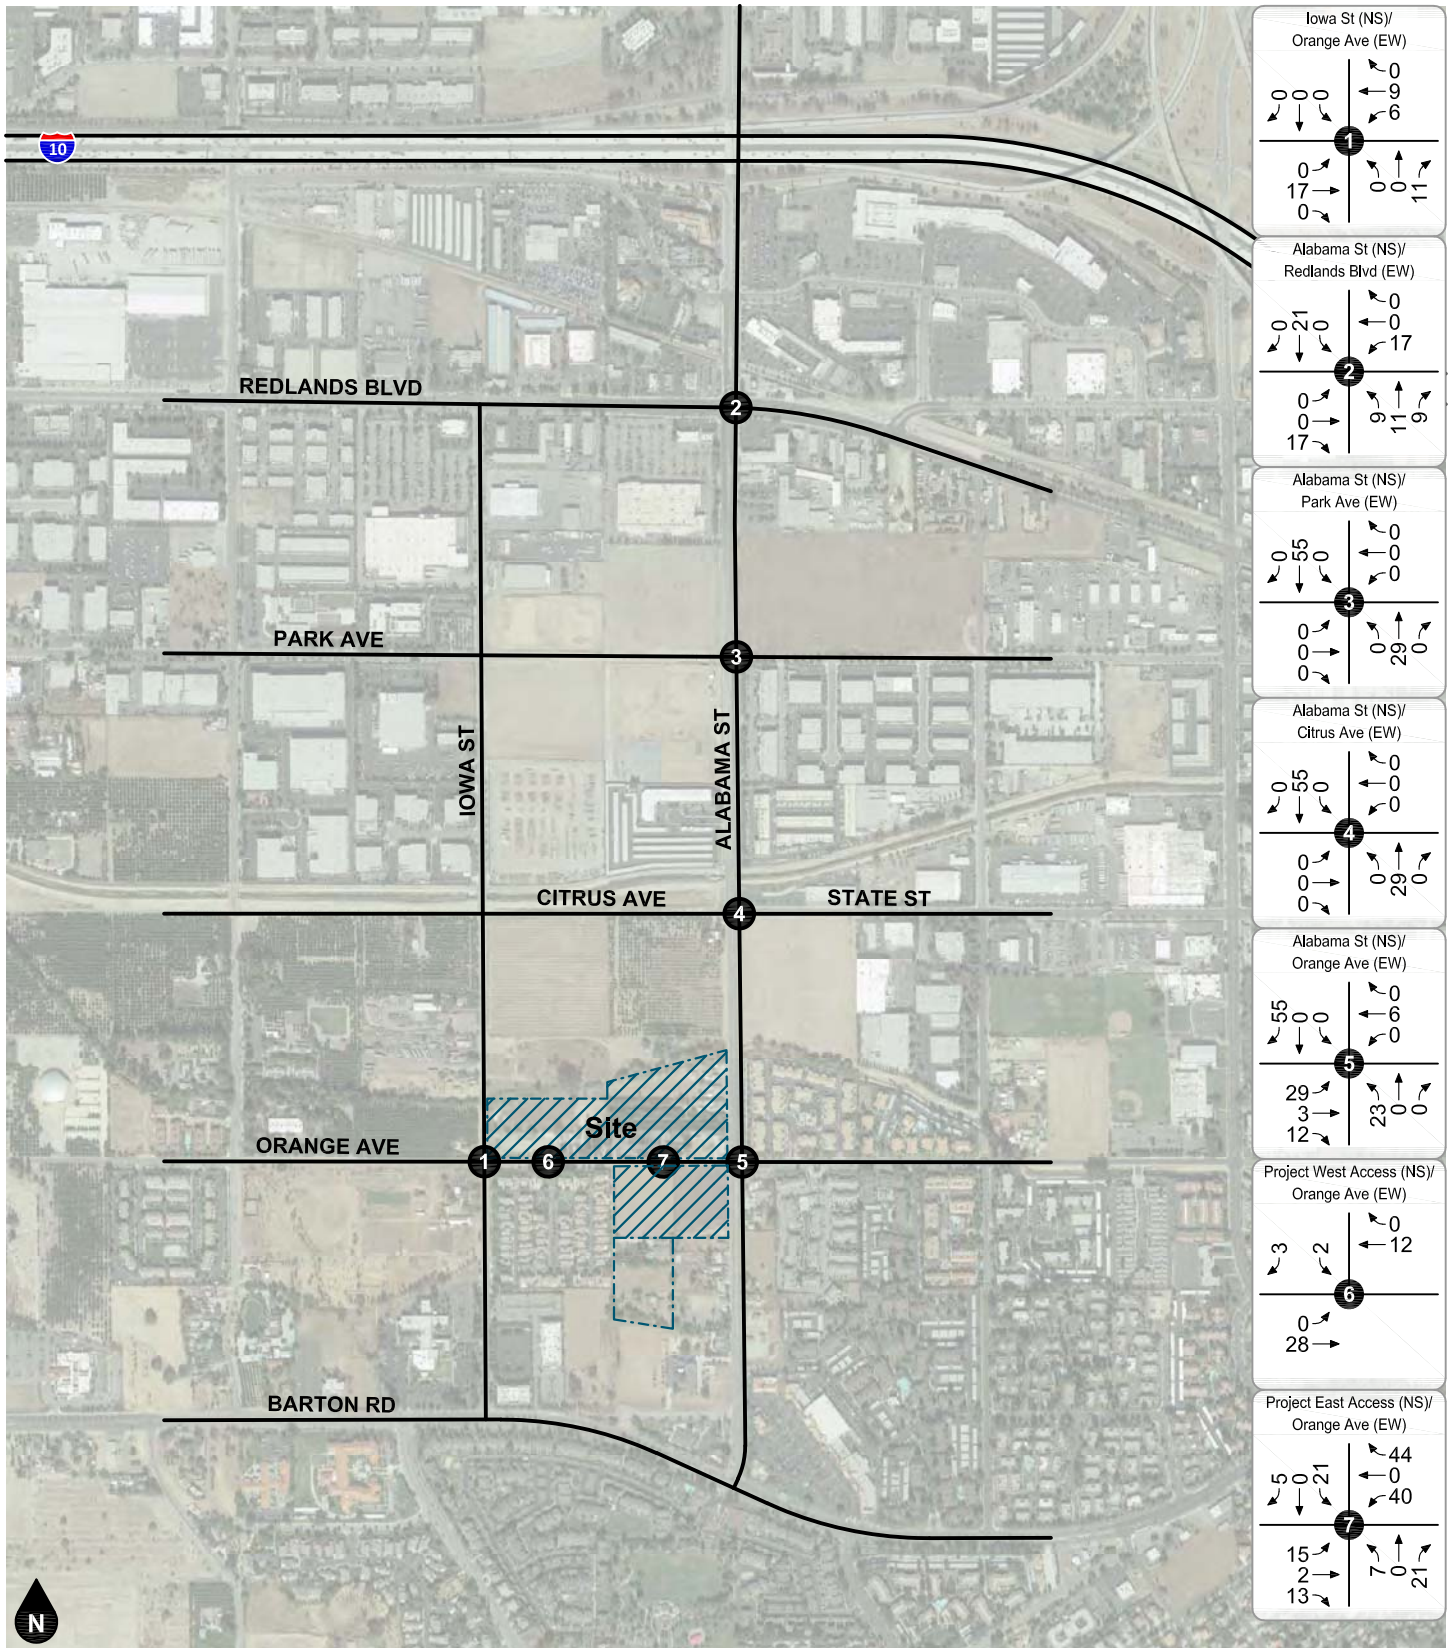 10
REDLANDS BLVD
2
PARK AVE
3
IOWA ST
ALABAMA ST
CITRUS AVE
4
STATE ST
Site
ORANGE AVE
1
6
7
5
BARTON RD
N
Iowa St (NS)/
Orange Ave (EW)
0 0 0
0
9
6
1
0
17
0
0 0 11
Alabama St (NS)/
Redlands Blvd (EW)
0 21 0
0
0
17
2
0
0
17
9 11 9
Alabama St (NS)/
Park Ave (EW)
0 55 0
0
0
0
3
0
0
0
0 29 0
Alabama St (NS)/
Citrus Ave (EW)
0 55 0
0
0
0
4
0
0
0
0 29 0
Alabama St (NS)/
Orange Ave (EW)
55 0 0
0
6
0
5
29
3
12
23 0 0
Project West Access (NS)/
Orange Ave (EW)
3 2
0
12
6
0
28
Project East Access (NS)/
Orange Ave (EW)
5 0 21
44
0
40
7
15
2
13
7 0 21